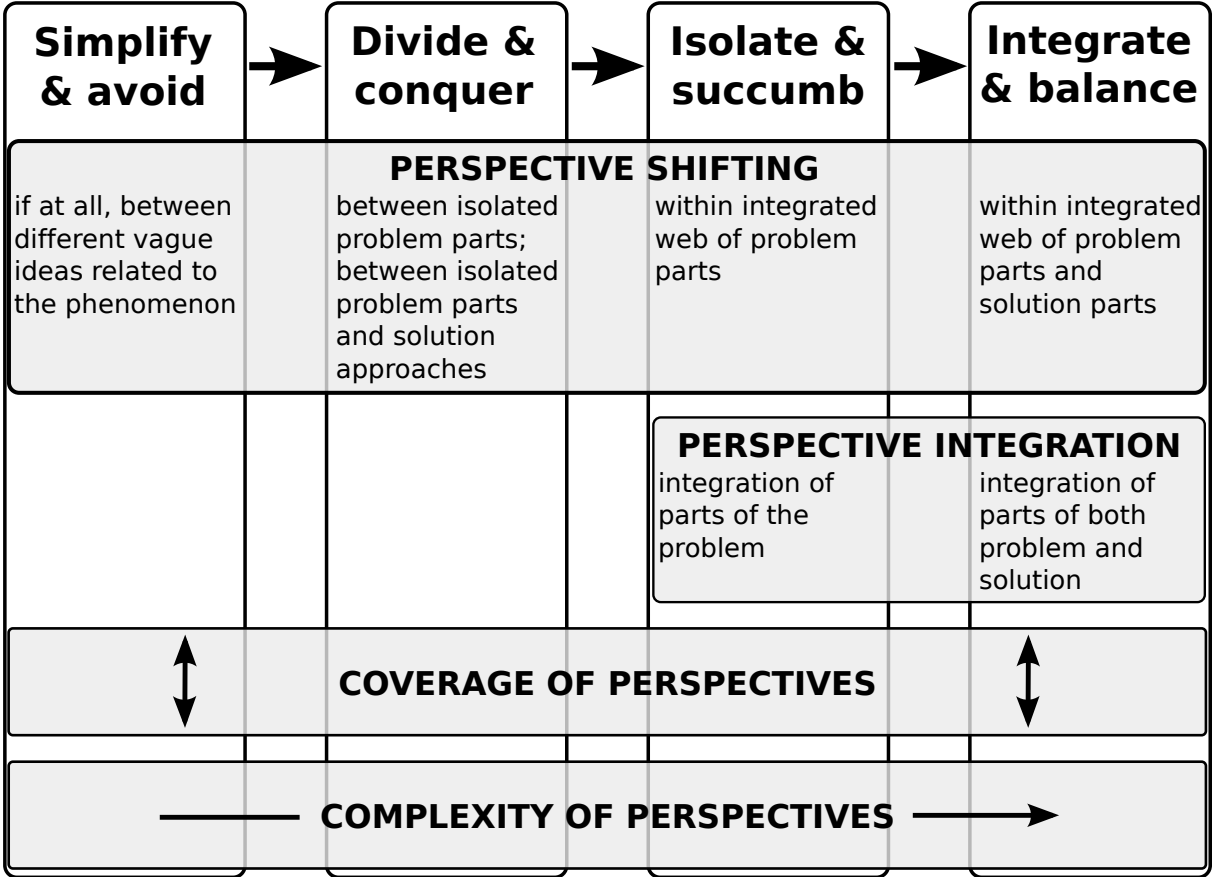 Simplify
& avoid
Divide &
conquer
Isolate &
succumb
Integrate
& balance
PERSPECTIVE SHIFTING
if at all, between
different vague
ideas related to
the phenomenon
between isolated
problem parts;
between isolated
problem parts
and solution
approaches
within integrated
web of problem
parts
within integrated
web of problem
parts and
solution parts
PERSPECTIVE INTEGRATION
integration of
parts of the
problem
integration of
parts of both
problem and
solution
COVERAGE OF PERSPECTIVES
COMPLEXITY OF PERSPECTIVES